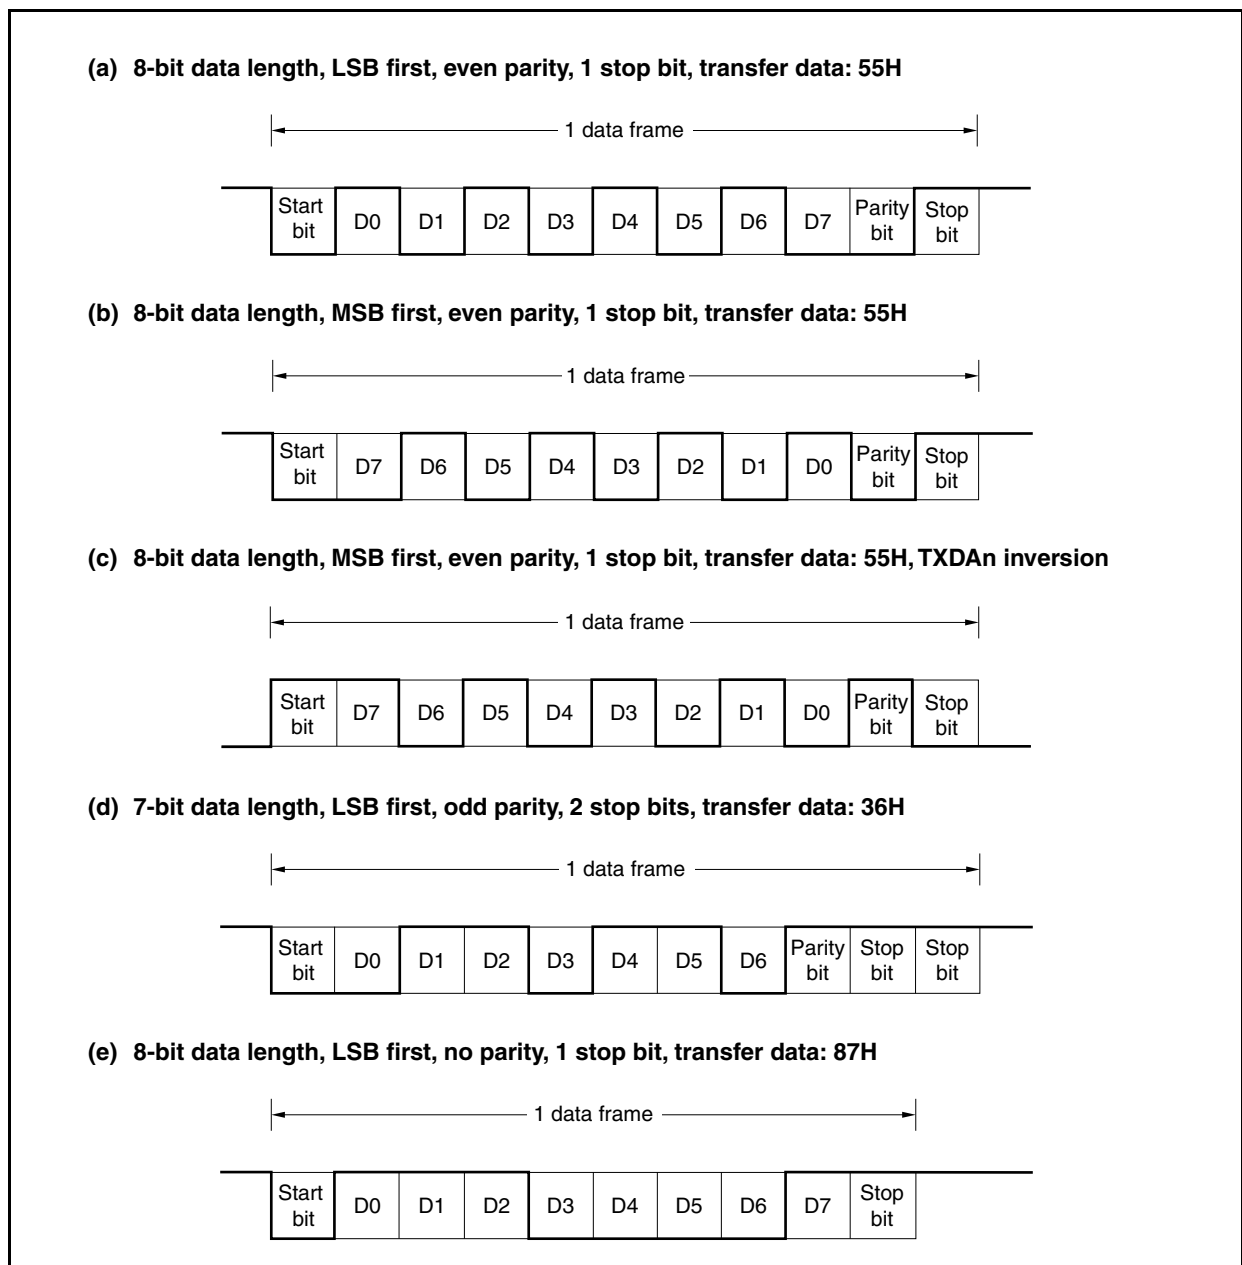 (a) 8-bit data length, LSB first, even parity, 1 stop bit, transfer data: 55H
1 data frame
Start bit D0 D1 D2 D3 D4 D5 D6 D7 Parity bit Stop bit
(b) 8-bit data length, MSB first, even parity, 1 stop bit, transfer data: 55H
1 data frame
Start bit D7 D6 D5 D4 D3 D2 D1 D0 Parity bit Stop bit
(c) 8-bit data length, MSB first, even parity, 1 stop bit, transfer data: 55H, TXDAn inversion
1 data frame
Start bit D7 D6 D5 D4 D3 D2 D1 D0 Parity bit Stop bit
(d) 7-bit data length, LSB first, odd parity, 2 stop bits, transfer data: 36H
1 data frame
Start bit D0 D1 D2 D3 D4 D5 D6 Parity bit Stop bit Stop bit
(e) 8-bit data length, LSB first, no parity, 1 stop bit, transfer data: 87H
1 data frame
Start bit D0 D1 D2 D3 D4 D5 D6 D7 Stop bit